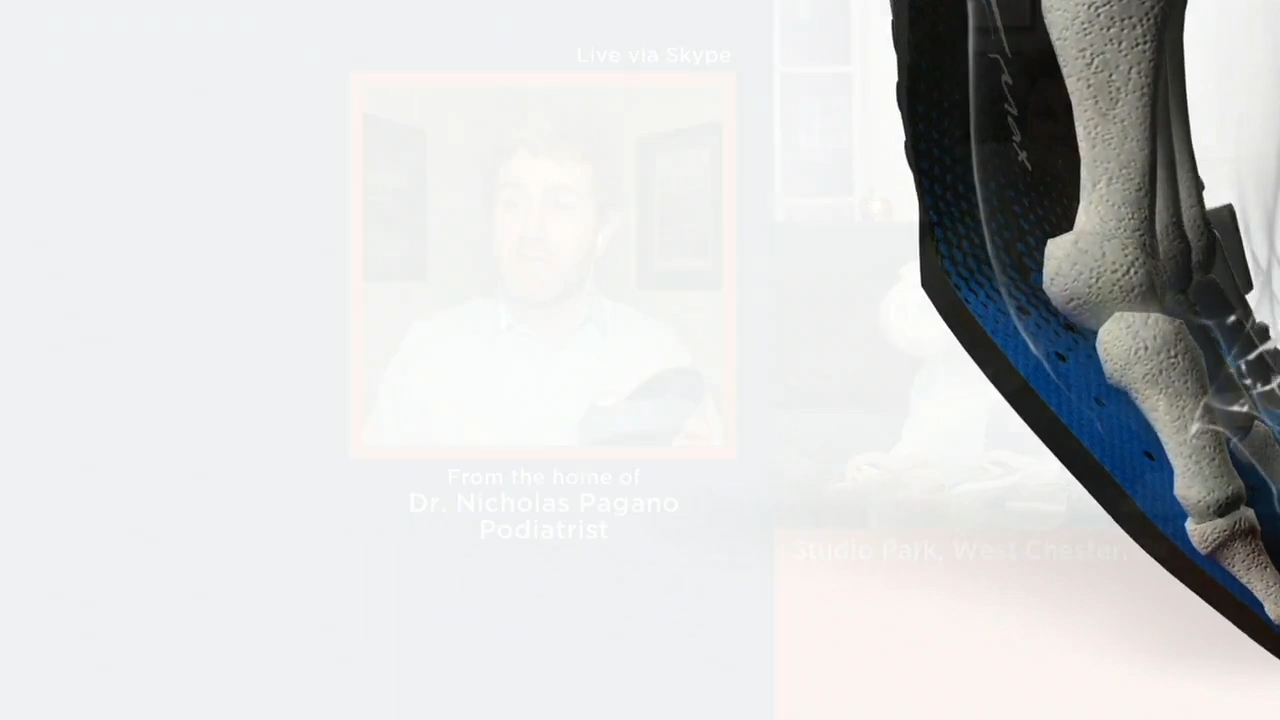 Live via Skype
From the home of
Dr. Nicholas Pagano
Podiatrist
Studio Park, West Chester,